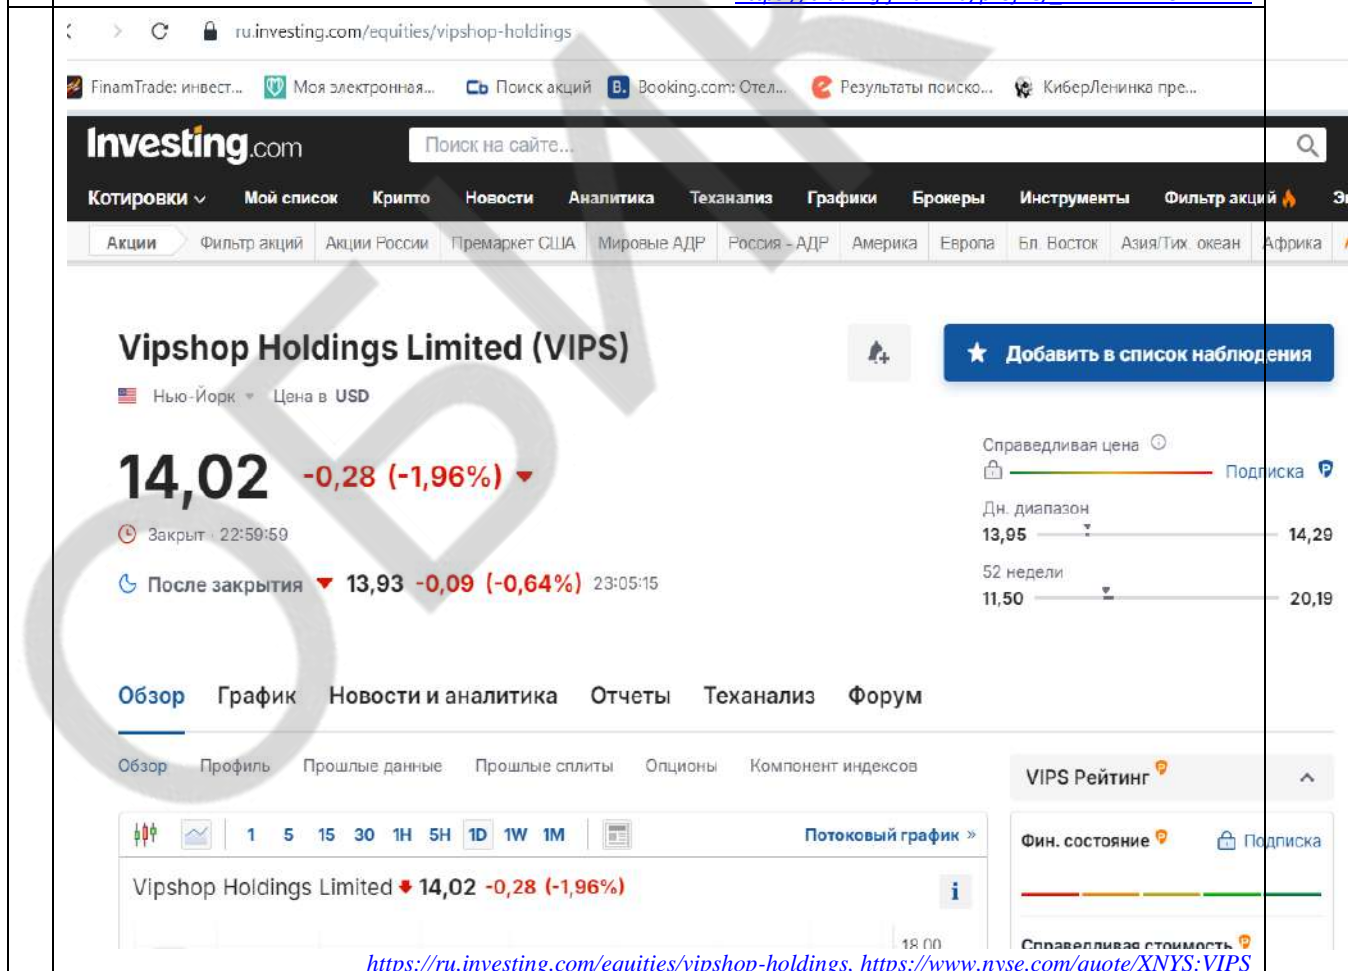 ru.investing.com/equities/vipshop-holdings
FinamTrade: инвест... Моя электронная... Сь Поиск акций B. Booking.com: Отел... Результаты поиско... КиберЛенинка пре...
Investing.com Поиск на сайте...
Котировки Мой список Крипто Новости Аналитика Теханализ Графики Брокеры Инструменты Фильтр акций
Акции Фильтр акций Акции России Премаркет США Мировые АДР Россия - АДР Америка Европа Бл. Восток Азия/Тих. океан Африка
Vipshop Holdings Limited (VIPS)
Добавить в список наблюдения
Нью-Йорк Цена в USD
Справедливая цена
14,02 -0,28 (-1,96%)
Подписка
Дн. диапазон
Закрыт · 22:59:59
13,95 14,29
52 недели
После закрытия 13,93 -0,09 (-0,64%) 23:05:15
11,50 20,19
Обзор График Новости и аналитика Отчеты Теханализ Форум
Обзор Профиль Прошлые данные Прошлые сплиты Опционы Компонент индексов
VIPS Рейтинг
1 5 15 30 1H 5H 1D 1W 1M Потоковый график »
Фин. состояние Подписка
Vipshop Holdings Limited 14,02 -0,28 (-1,96%)
18,00
Справедливая стоимость
https://ru.investing.com/equities/vipshop-holdings, https://www.nyse.com/quote/XNYS:VIPS
ОБИК